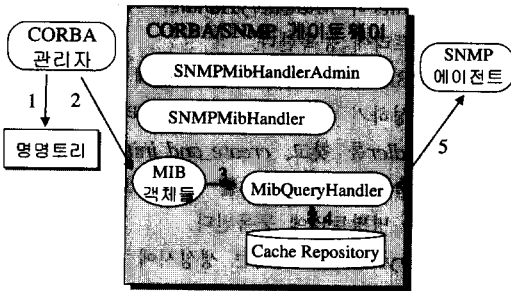 CORBA/SNMP 게이트웨이
CORBA
관리자
SNMPMibHandlerAdmin
SNMP
에이전트
1
2
SNMPMibHandler
5
명명트리
MIB
객체들
3
MibQueryHandler
4
Cache Repository